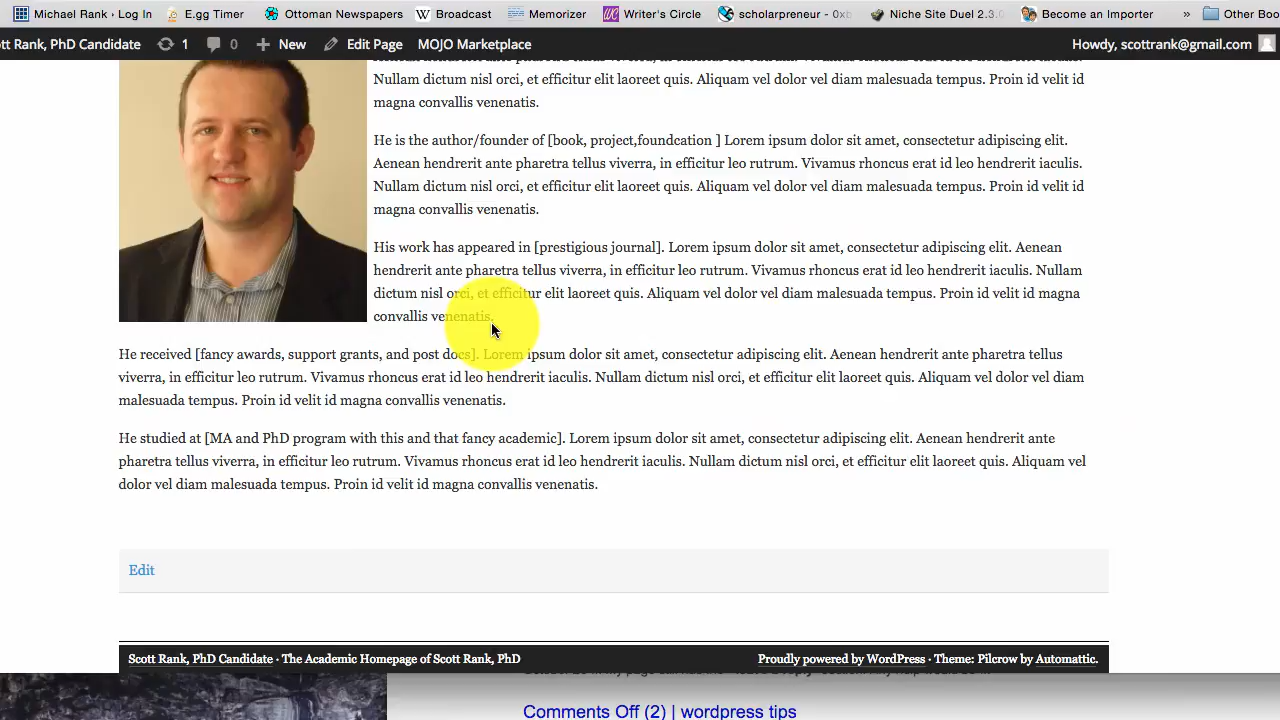 Michael Rank › Log In E.gg Timer Ottoman Newspapers Broadcast Memorizer Writer's Circle scholarpreneur - 0xb Niche Site Duel 2.3.0 Become an Importer » Other Boo
ott Rank, PhD Candidate 1 0 New Edit Page MOJO Marketplace Howdy, scottrank@gmail.com
Nullam dictum nisl orci, et efficitur elit laoreet quis. Aliquam vel dolor vel diam malesuada tempus. Proin id velit id
magna convallis venenatis.
He is the author/founder of [book, project,foundcation ] Lorem ipsum dolor sit amet, consectetur adipiscing elit.
Aenean hendrerit ante pharetra tellus viverra, in efficitur leo rutrum. Vivamus rhoncus erat id leo hendrerit iaculis.
Nullam dictum nisl orci, et efficitur elit laoreet quis. Aliquam vel dolor vel diam malesuada tempus. Proin id velit id
magna convallis venenatis.
His work has appeared in [prestigious journal]. Lorem ipsum dolor sit amet, consectetur adipiscing elit. Aenean
hendrerit ante pharetra tellus viverra, in efficitur leo rutrum. Vivamus rhoncus erat id leo hendrerit iaculis. Nullam
dictum nisl orci, et efficitur elit laoreet quis. Aliquam vel dolor vel diam malesuada tempus. Proin id velit id magna
convallis venenatis.
He received [fancy awards, support grants, and post docs]. Lorem ipsum dolor sit amet, consectetur adipiscing elit. Aenean hendrerit ante pharetra tellus
viverra, in efficitur leo rutrum. Vivamus rhoncus erat id leo hendrerit iaculis. Nullam dictum nisl orci, et efficitur elit laoreet quis. Aliquam vel dolor vel diam
malesuada tempus. Proin id velit id magna convallis venenatis.
He studied at [MA and PhD program with this and that fancy academic]. Lorem ipsum dolor sit amet, consectetur adipiscing elit. Aenean hendrerit ante
pharetra tellus viverra, in efficitur leo rutrum. Vivamus rhoncus erat id leo hendrerit iaculis. Nullam dictum nisl orci, et efficitur elit laoreet quis. Aliquam vel
dolor vel diam malesuada tempus. Proin id velit id magna convallis venenatis.
Edit
Scott Rank, PhD Candidate · The Academic Homepage of Scott Rank, PhD Proudly powered by WordPress · Theme: Pilcrow by Automattic.
Comments Off (2) | wordpress tips